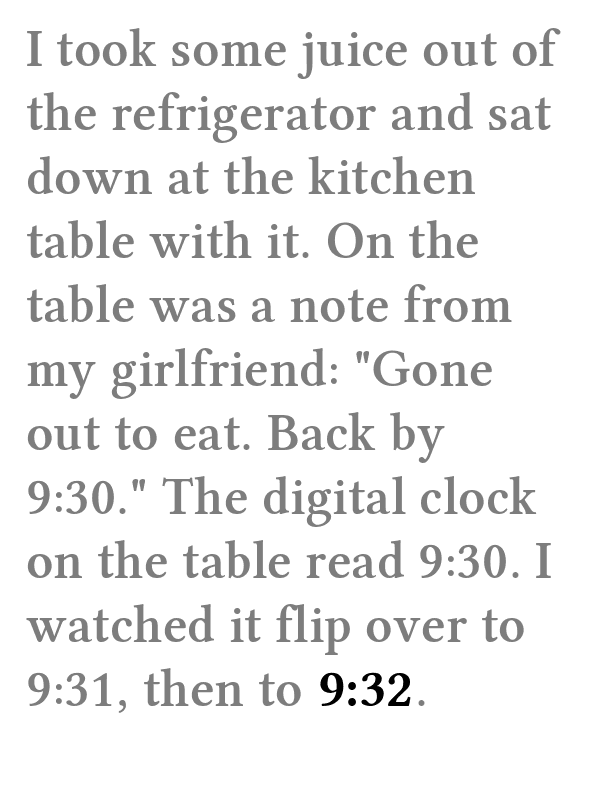 I took some juice out of
the refrigerator and sat
down at the kitchen
table with it. On the
table was a note from
my girlfriend: "Gone
out to eat. Back by
9:30." The digital clock
on the table read 9:30. I
watched it flip over to
9:31, then to 9:32.